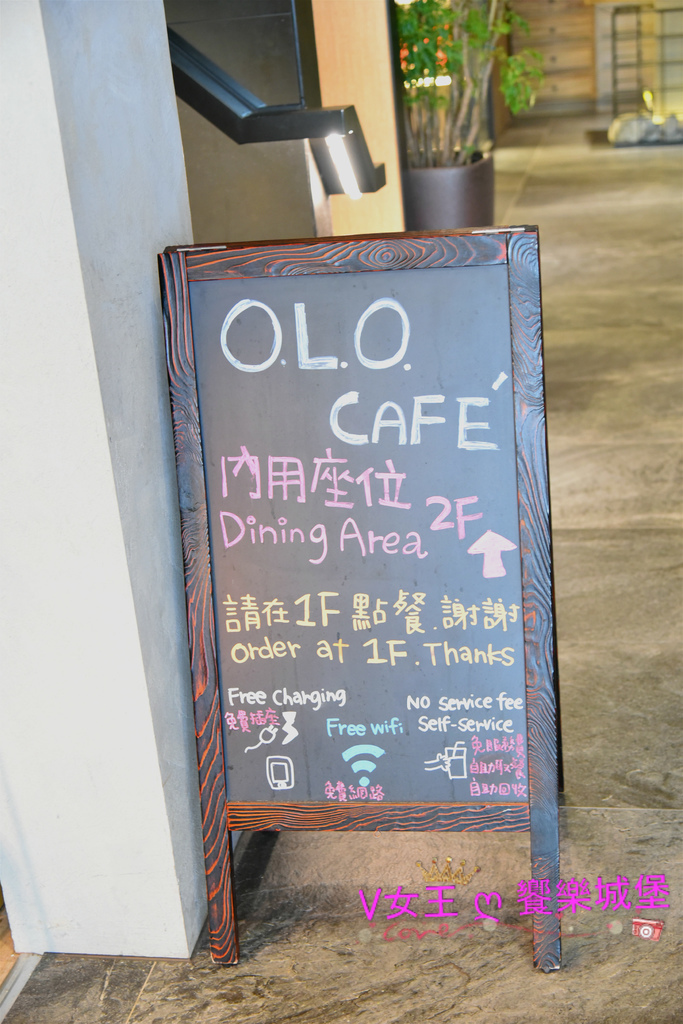 O.L.O.
CAFÉ
內用座位
Dining Area 2F
請在1F點餐.謝謝
Order at 1F. Thanks
Free Charging
免費插座
Free wifi
免費網路
NO Service fee
Self-Service
免服務費
自助取餐
自助回收
V女王ღ饗樂城堡
Love